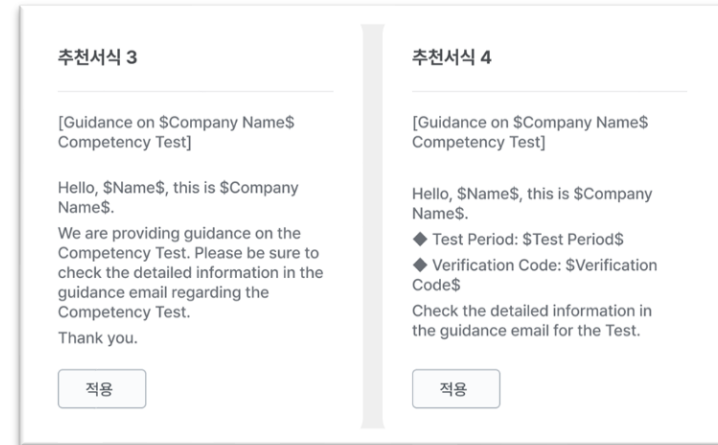 추천서식 3
[Guidance on $Company Name$
Competency Test]
Hello, $Name$, this is $Company
Name$.
We are providing guidance on the
Competency Test. Please be sure to
check the detailed information in the
guidance email regarding the
Competency Test.
Thank you.
적용
추천서식 4
[Guidance on $Company Name$
Competency Test]
Hello, $Name$, this is $Company
Name$.
◆ Test Period: $Test Period$
◆ Verification Code: $Verification
Code$
Check the detailed information in
the guidance email for the Test.
적용